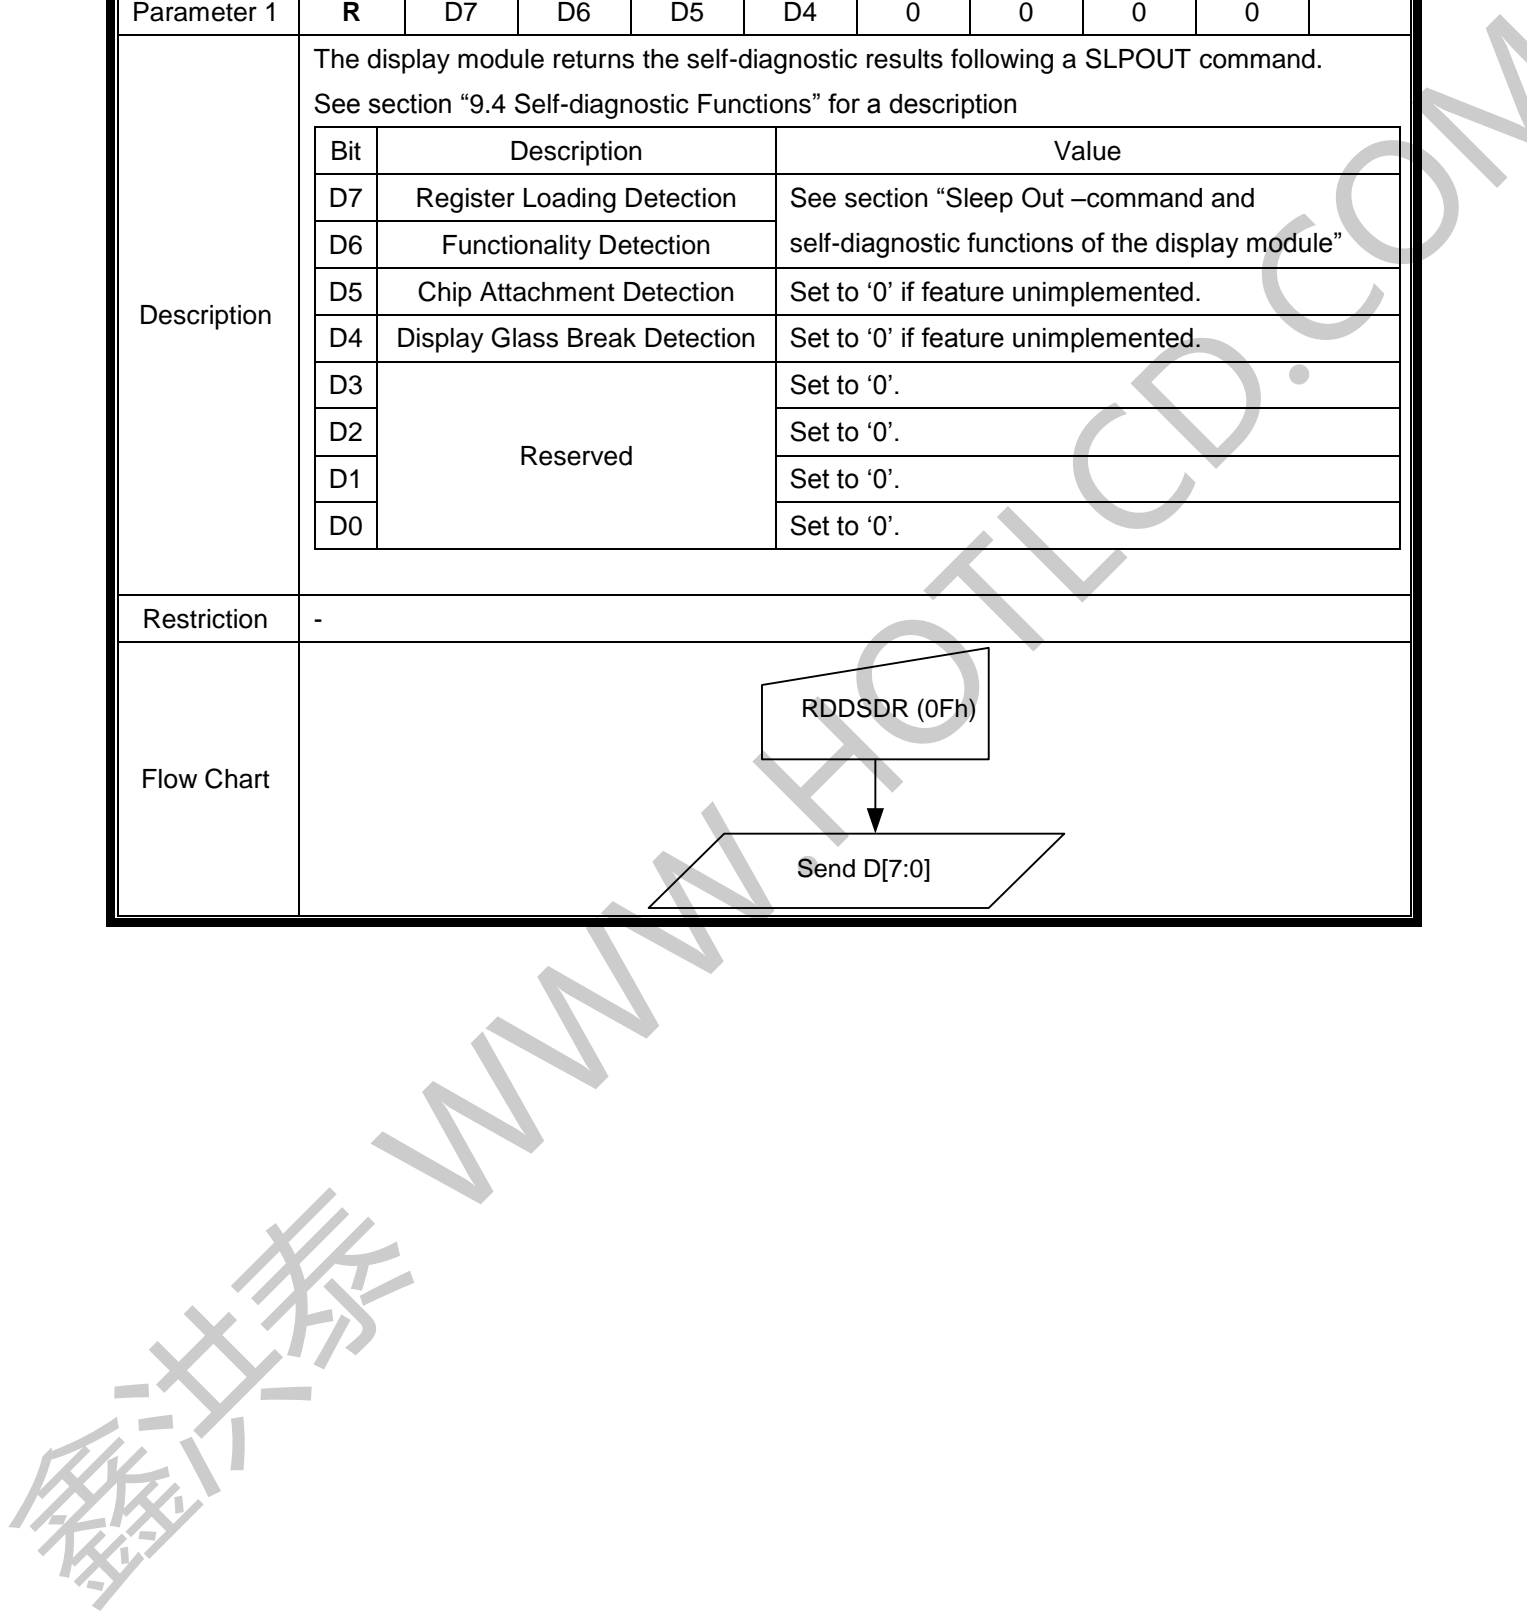 Parameter 1 R D7 D6 D5 D4 0 0 0 0
The display module returns the self-diagnostic results following a SLPOUT command.
See section “9.4 Self-diagnostic Functions” for a description
Bit Description Value
D7 Register Loading Detection See section “Sleep Out –command and
D6 Functionality Detection self-diagnostic functions of the display module”
D5 Chip Attachment Detection Set to ‘0’ if feature unimplemented.
Description
D4 Display Glass Break Detection Set to ‘0’ if feature unimplemented.
D3 Set to ‘0’.
D2 Set to ‘0’.
Reserved
D1 Set to ‘0’.
D0 Set to ‘0’.
Restriction -
RDDSDR (0Fh)
Flow Chart
Send D[7:0]
鑫洪泰 WWW.HOTLCD.COM